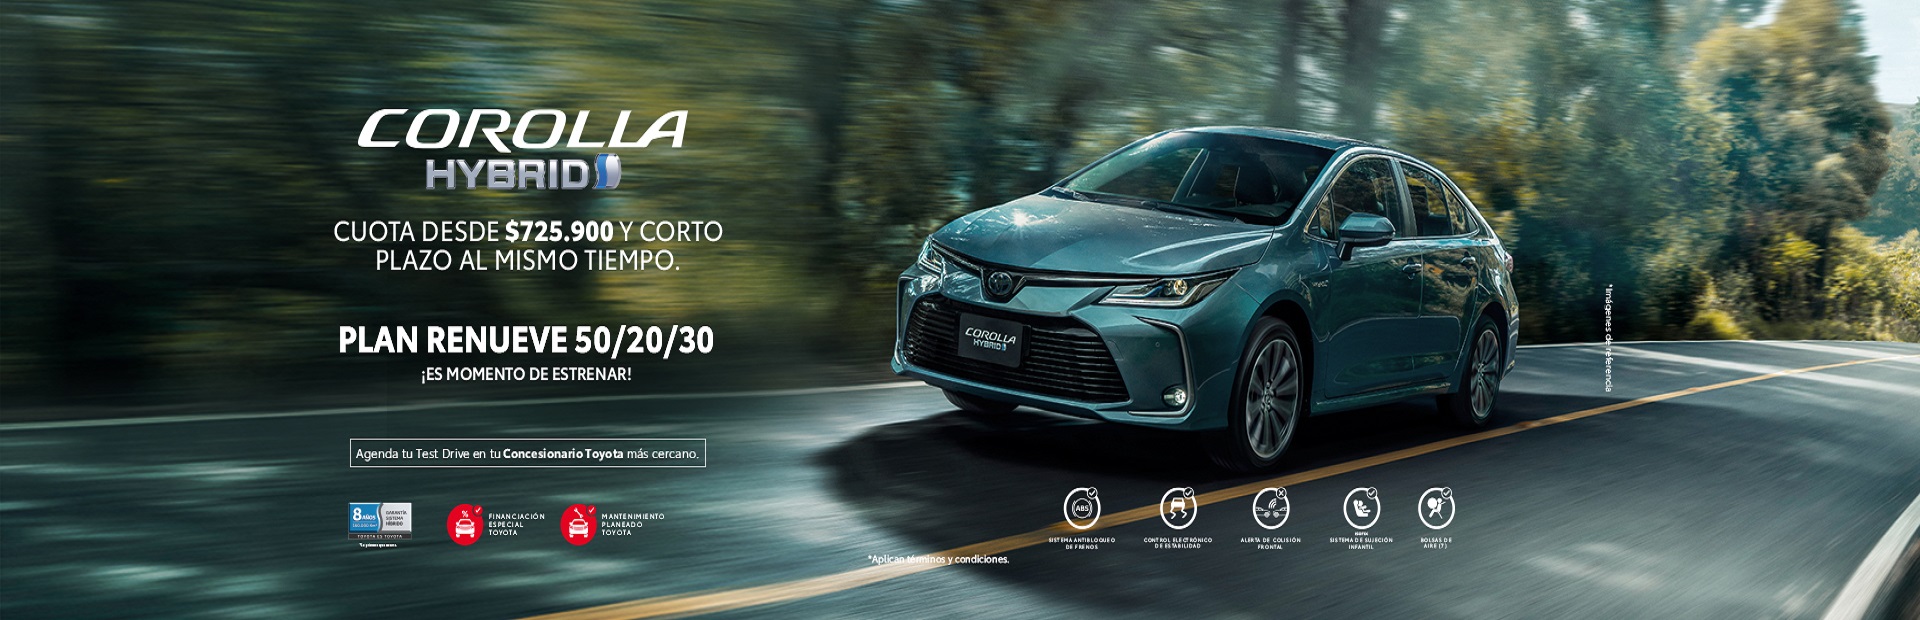 COROLLA
HYBRID
CUOTA DESDE $725.900 Y CORTO
PLAZO AL MISMO TIEMPO.
PLAN RENUEVE 50/20/30
¡ES MOMENTO DE ESTRENAR!
Agenda tu Test Drive en tu Concesionario Toyota más cercano.
8 AÑOS
GARANTÍA
SISTEMA
HÍBRIDO
TOYOTA ES TOYOTA
%
FINANCIACIÓN
ESPECIAL
TOYOTA
MANTENIMIENTO
PLANEADO
TOYOTA
*Aplican términos y condiciones.
COROLLA
HYBRID
*Imágenes de referencia
ABS
SISTEMA ANTIBLOQUEO
DE FRENOS
CONTROL ELECTRÓNICO
DE ESTABILIDAD
ALERTA DE COLISIÓN
FRONTAL
ISOFIX
SISTEMA DE SUJECIÓN
INFANTIL
BOLSAS DE
AIRE (7)